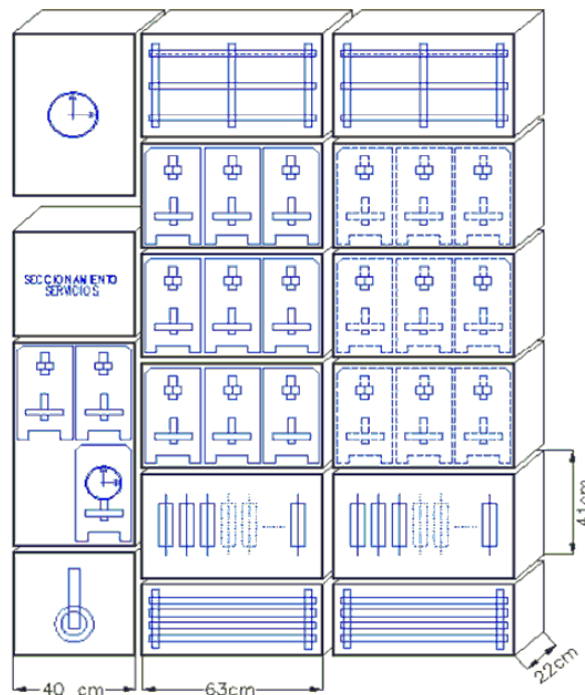 SECCIONAMIENTO
SERVICIOS
41cm
22cm
40 cm
63cm